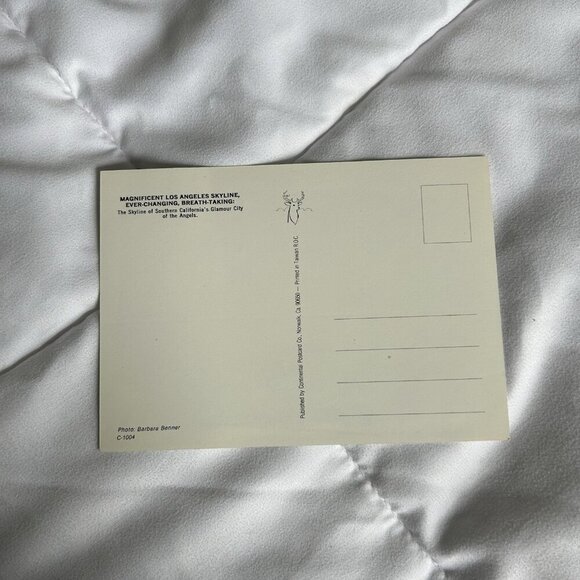 MAGNIFICENT LOS ANGELES SKYLINE,
EVER-CHANGING, BREATH-TAKING:
The Skyline of Southern California's Glamour City
of the Angels.
Published by Continental Postcard Co., Norwalk, Ca. 90650 — Printed in Taiwan R.O.C.
Photo: Barbara Benner
C-1004